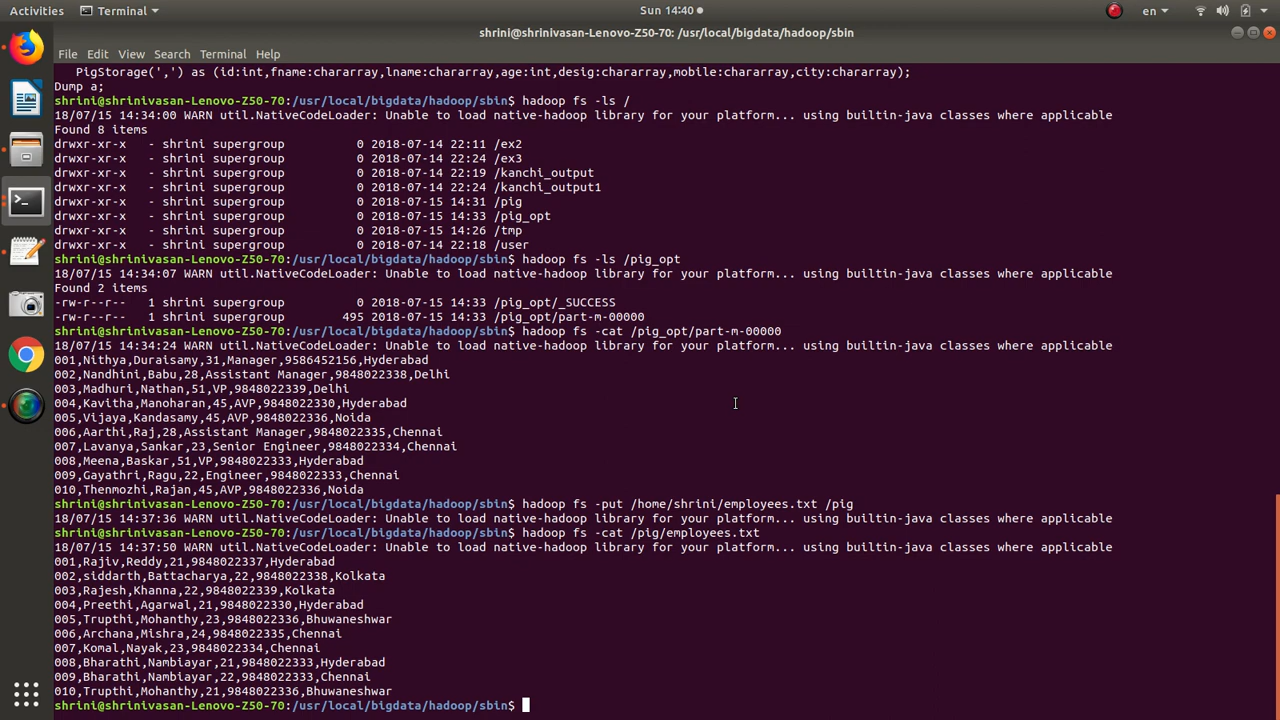 Activities Terminal Sun 14:40 en
shrini@shrinivasan-Lenovo-Z50-70: /usr/local/bigdata/hadoop/sbin
File Edit View Search Terminal Help
PigStorage(',') as (id:int,fname:chararray,lname:chararray,age:int,desig:chararray,mobile:chararray,city:chararray);
Dump a;
shrini@shrinivasan-Lenovo-Z50-70:/usr/local/bigdata/hadoop/sbin$ hadoop fs -ls /
18/07/15 14:34:00 WARN util.NativeCodeLoader: Unable to load native-hadoop library for your platform... using builtin-java classes where applicable
Found 8 items
drwxr-xr-x - shrini supergroup 0 2018-07-14 22:11 /ex2
drwxr-xr-x - shrini supergroup 0 2018-07-14 22:24 /ex3
drwxr-xr-x - shrini supergroup 0 2018-07-14 22:19 /kanchi_output
drwxr-xr-x - shrini supergroup 0 2018-07-14 22:24 /kanchi_output1
drwxr-xr-x - shrini supergroup 0 2018-07-15 14:31 /pig
drwxr-xr-x - shrini supergroup 0 2018-07-15 14:33 /pig_opt
drwxr-xr-x - shrini supergroup 0 2018-07-15 14:26 /tmp
drwxr-xr-x - shrini supergroup 0 2018-07-14 22:18 /user
shrini@shrinivasan-Lenovo-Z50-70:/usr/local/bigdata/hadoop/sbin$ hadoop fs -ls /pig_opt
18/07/15 14:34:07 WARN util.NativeCodeLoader: Unable to load native-hadoop library for your platform... using builtin-java classes where applicable
Found 2 items
-rw-r--r-- 1 shrini supergroup 0 2018-07-15 14:33 /pig_opt/_SUCCESS
-rw-r--r-- 1 shrini supergroup 495 2018-07-15 14:33 /pig_opt/part-m-00000
shrini@shrinivasan-Lenovo-Z50-70:/usr/local/bigdata/hadoop/sbin$ hadoop fs -cat /pig_opt/part-m-00000
18/07/15 14:34:24 WARN util.NativeCodeLoader: Unable to load native-hadoop library for your platform... using builtin-java classes where applicable
001,Nithya,Duraisamy,31,Manager,9586452156,Hyderabad
002,Nandhini,Babu,28,Assistant Manager,9848022338,Delhi
003,Madhuri,Nathan,51,VP,9848022339,Delhi
004,Kavitha,Manoharan,45,AVP,9848022330,Hyderabad
005,Vijaya,Kandasamy,45,AVP,9848022336,Noida
006,Aarthi,Raj,28,Assistant Manager,9848022335,Chennai
007,Lavanya,Sankar,23,Senior Engineer,9848022334,Chennai
008,Meena,Baskar,51,VP,9848022333,Hyderabad
009,Gayathri,Ragu,22,Engineer,9848022333,Chennai
010,Thenmozhi,Rajan,45,AVP,9848022336,Noida
shrini@shrinivasan-Lenovo-Z50-70:/usr/local/bigdata/hadoop/sbin$ hadoop fs -put /home/shrini/employees.txt /pig
18/07/15 14:37:36 WARN util.NativeCodeLoader: Unable to load native-hadoop library for your platform... using builtin-java classes where applicable
shrini@shrinivasan-Lenovo-Z50-70:/usr/local/bigdata/hadoop/sbin$ hadoop fs -cat /pig/employees.txt
18/07/15 14:37:50 WARN util.NativeCodeLoader: Unable to load native-hadoop library for your platform... using builtin-java classes where applicable
001,Rajiv,Reddy,21,9848022337,Hyderabad
002,siddarth,Battacharya,22,9848022338,Kolkata
003,Rajesh,Khanna,22,9848022339,Kolkata
004,Preethi,Agarwal,21,9848022330,Hyderabad
005,Trupthi,Mohanthy,23,9848022336,Bhuwaneshwar
006,Archana,Mishra,24,9848022335,Chennai
007,Komal,Nayak,23,9848022334,Chennai
008,Bharathi,Nambiayar,21,9848022333,Hyderabad
009,Bharathi,Nambiayar,22,9848022333,Chennai
010,Trupthi,Mohanthy,21,9848022336,Bhuwaneshwar
shrini@shrinivasan-Lenovo-Z50-70:/usr/local/bigdata/hadoop/sbin$